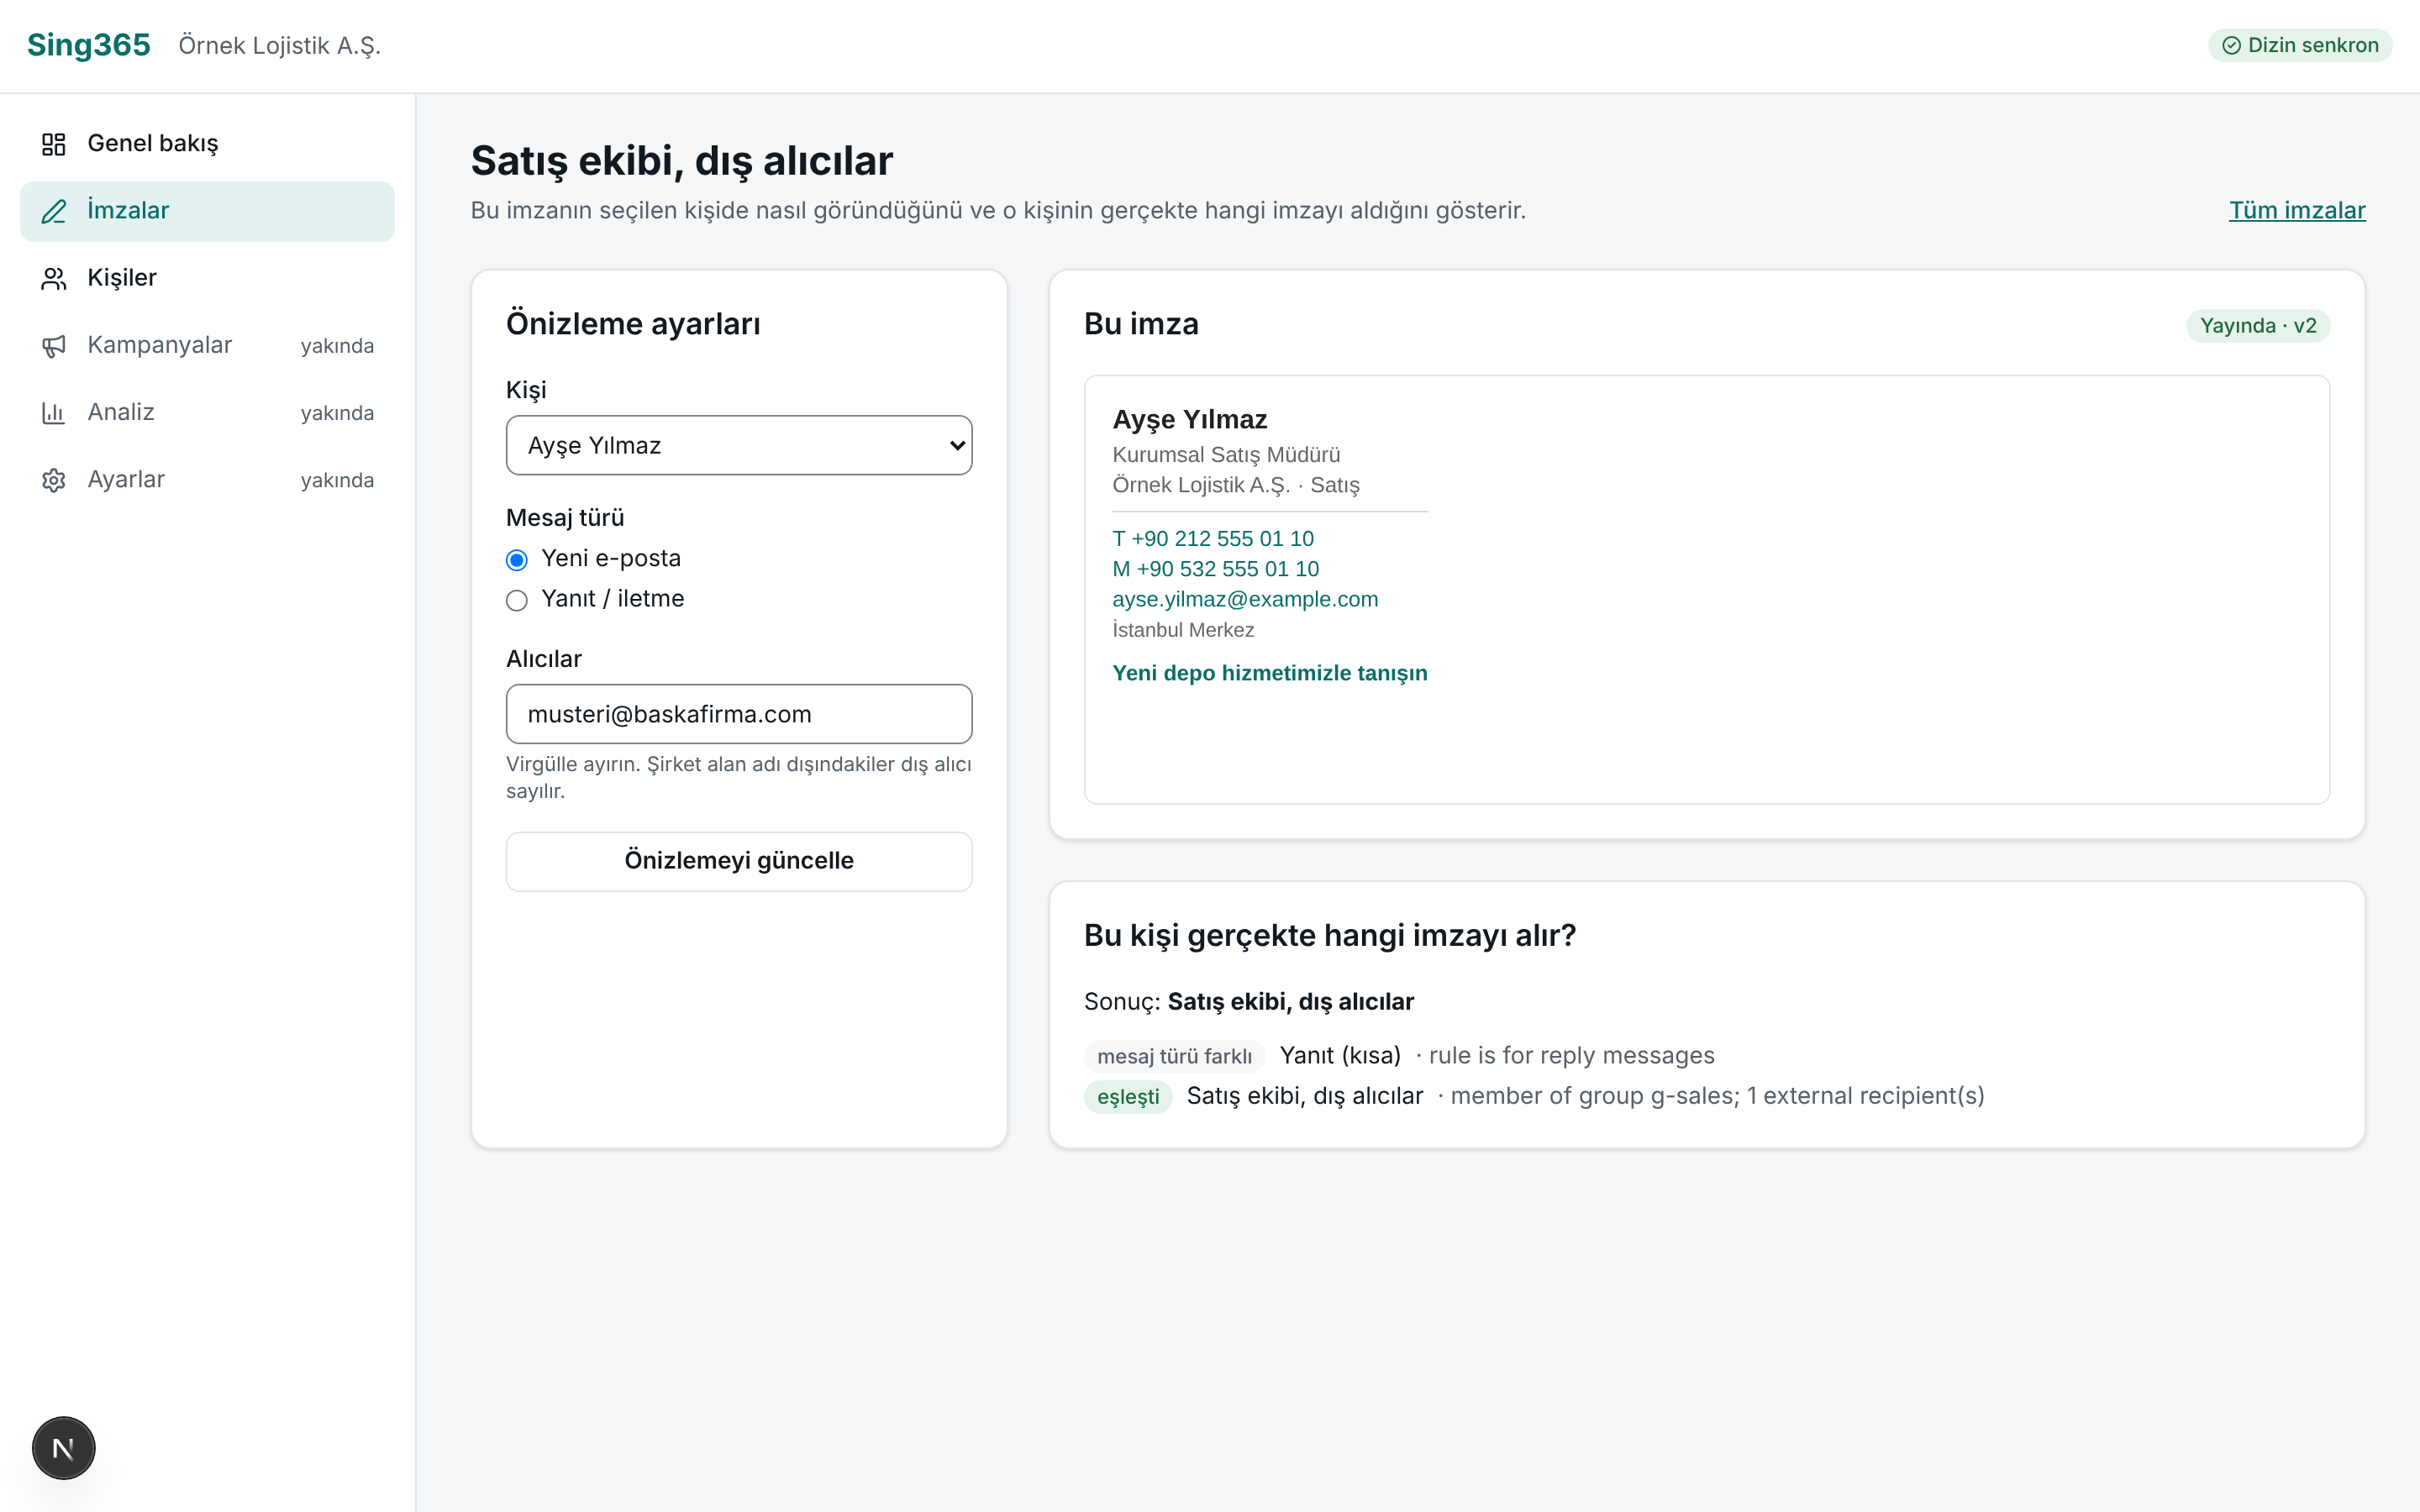 Sing365 Örnek Lojistik A.Ş.
Dizin senkron
Genel bakış
İmzalar
Kişiler
Kampanyalar yakında
Analiz yakında
Ayarlar yakında
Satış ekibi, dış alıcılar
Bu imzanın seçilen kişide nasıl göründüğünü ve o kişinin gerçekte hangi imzayı aldığını gösterir.
Tüm imzalar
Önizleme ayarları
Kişi
Ayşe Yılmaz
Mesaj türü
Yeni e-posta
Yanıt / iletme
Alıcılar
musteri@baskafirma.com
Virgülle ayırın. Şirket alan adı dışındakiler dış alıcı
sayılır.
Önizlemeyi güncelle
Bu imza
Yayında · v2
Ayşe Yılmaz
Kurumsal Satış Müdürü
Örnek Lojistik A.Ş. · Satış
T +90 212 555 01 10
M +90 532 555 01 10
ayse.yilmaz@example.com
İstanbul Merkez
Yeni depo hizmetimizle tanışın
Bu kişi gerçekte hangi imzayı alır?
Sonuç: Satış ekibi, dış alıcılar
mesaj türü farklı Yanıt (kısa) · rule is for reply messages
eşleşti Satış ekibi, dış alıcılar · member of group g-sales; 1 external recipient(s)
N